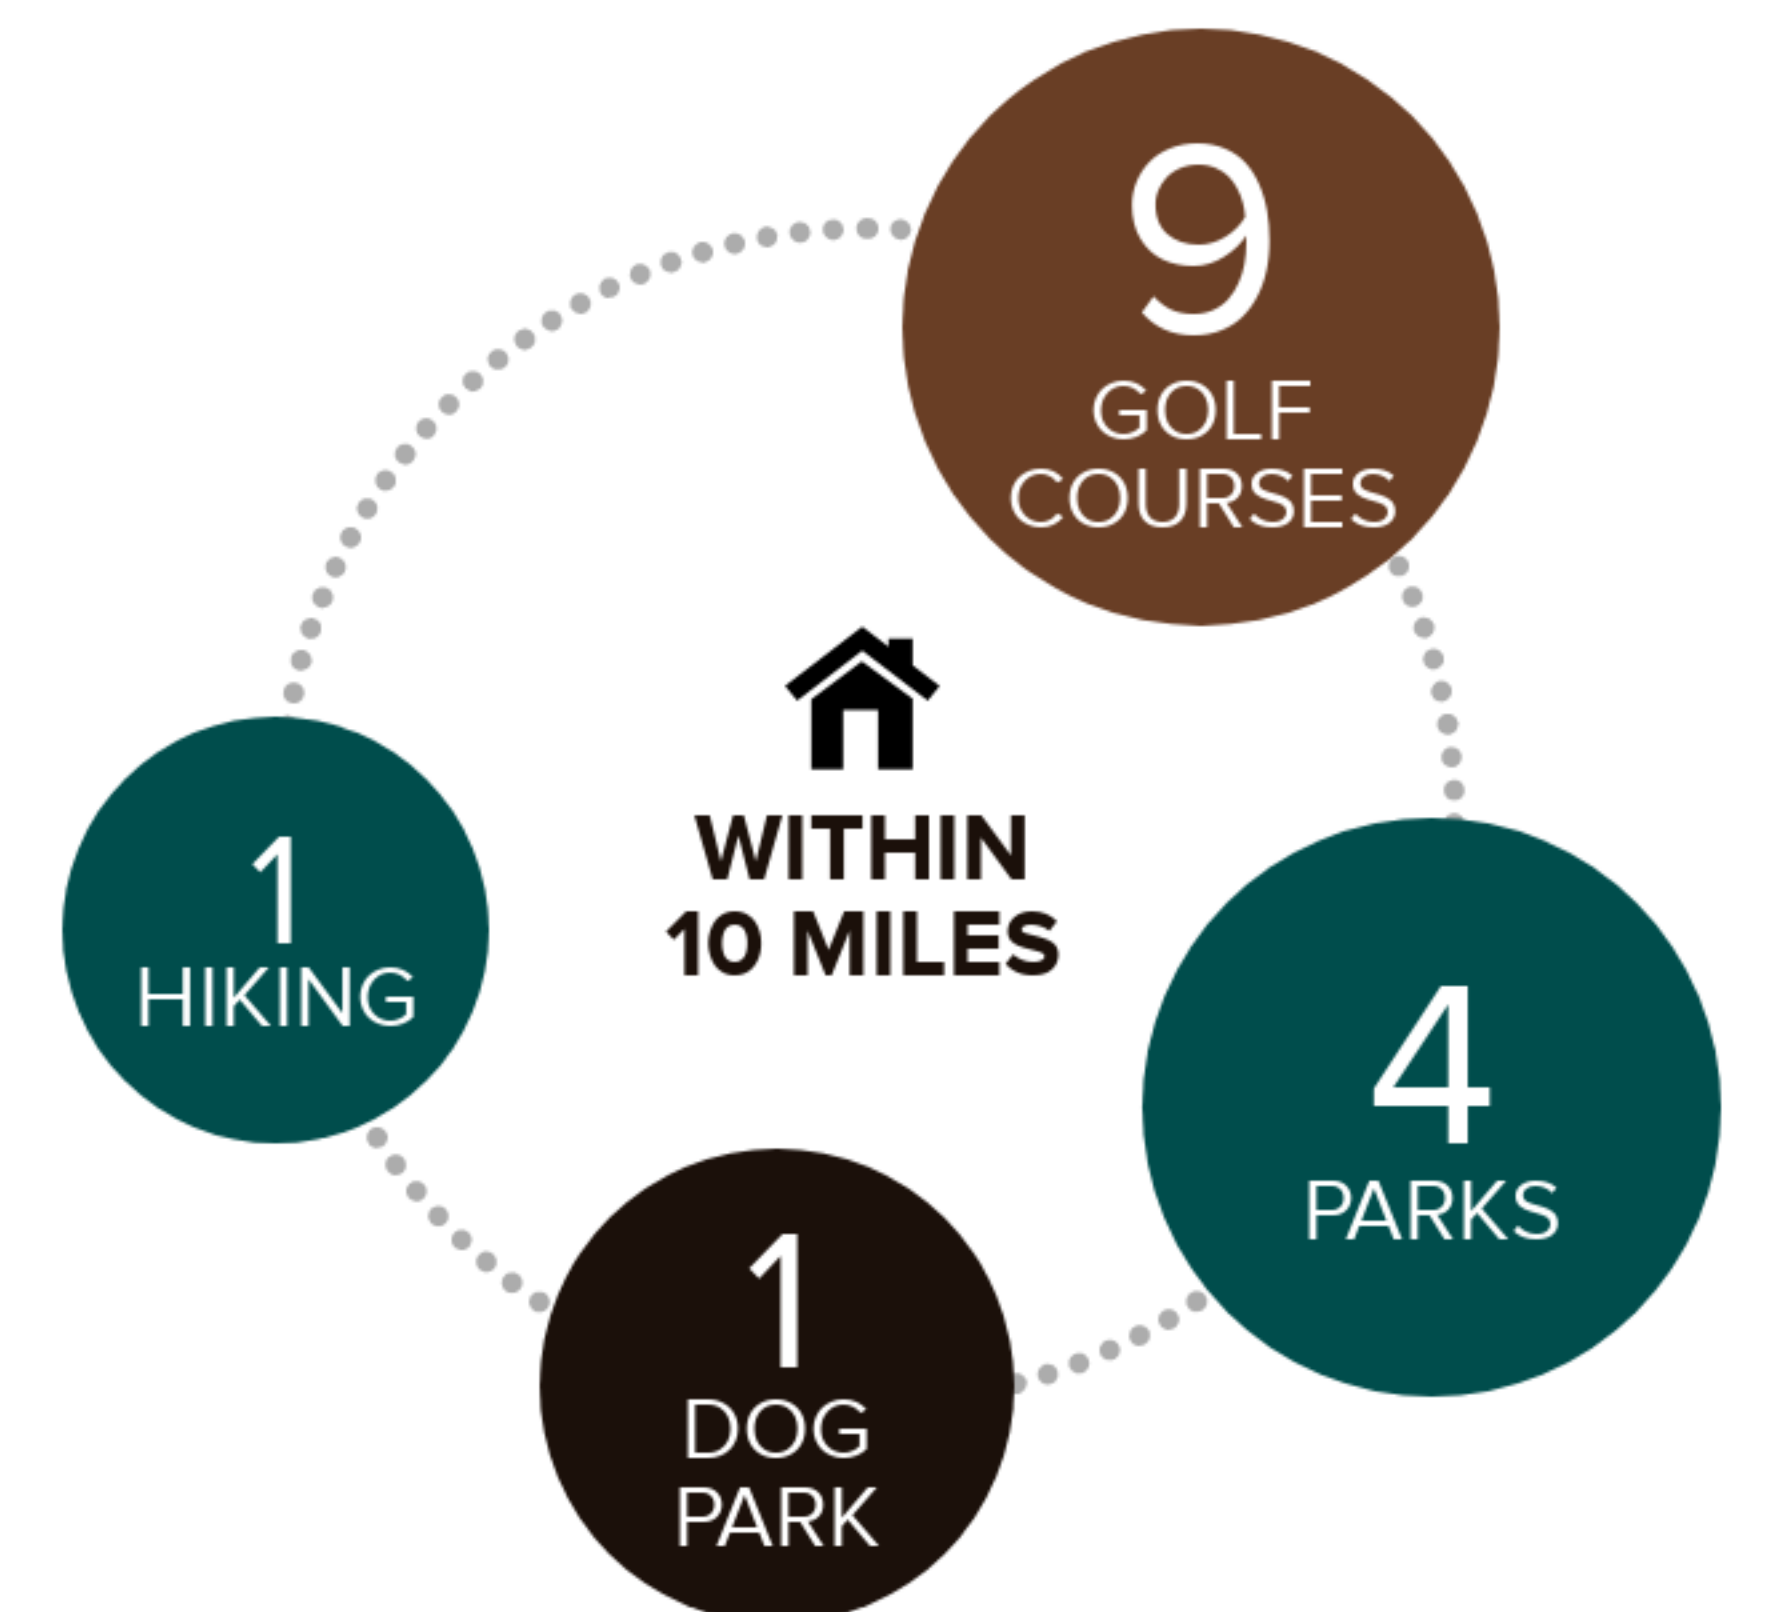 9
GOLF
COURSES
WITHIN
10 MILES
1
HIKING
4
PARKS
1
DOG
PARK